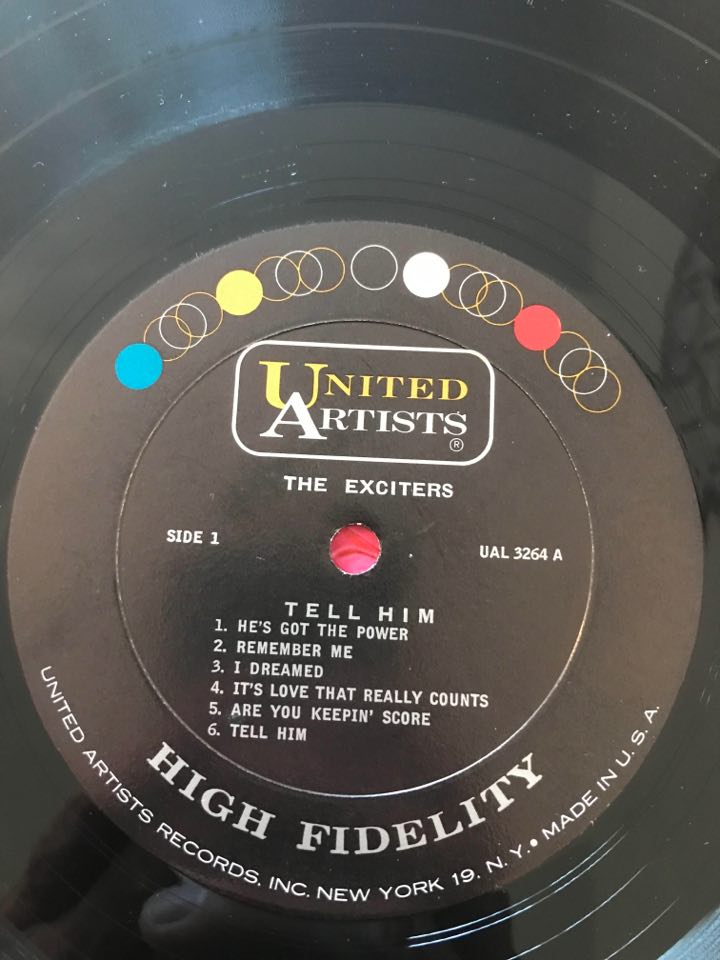 UNITED
ARTISTS
®
THE EXCITERS
SIDE 1
UAL 3264 A
TELL HIM
1. HE'S GOT THE POWER
2. REMEMBER ME
3. I DREAMED
4. IT'S LOVE THAT REALLY COUNTS
5. ARE YOU KEEPIN' SCORE
6. TELL HIM
HIGH FIDELITY
UNITED ARTISTS RECORDS, INC. NEW YORK 19, N. Y. • MADE IN U. S. A.